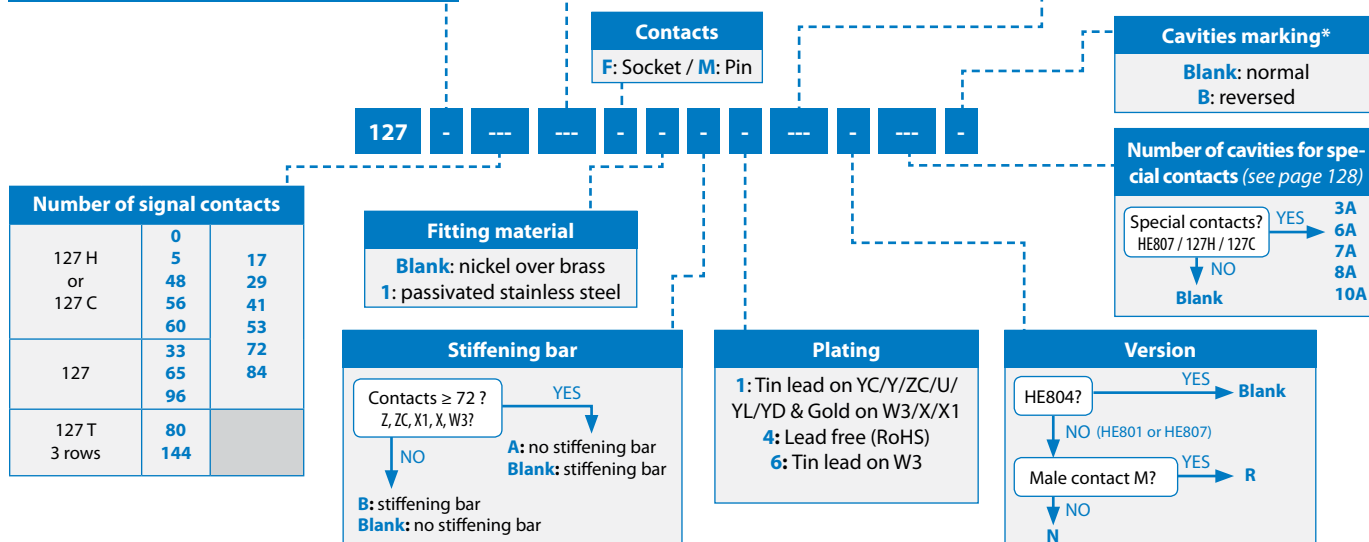 Contacts
F: Socket / M: Pin
Cavities marking*
Blank: normal
B: reversed
127 - --- --- - - - - --- - --- -
Number of cavities for spe-
cial contacts (see page 128)
Special contacts?
HE807 / 127H / 127C
YES
NO
Blank
3A
6A
7A
8A
10A
Number of signal contacts
127 H
or
127 C
0
5
48
56
60
127
33
65
96
17
29
41
53
72
84
127 T
3 rows
80
144
Fitting material
Blank: nickel over brass
1: passivated stainless steel
Stiffening bar
Contacts ≥ 72 ?
Z, ZC, X1, X, W3?
YES
A: no stiffening bar
Blank: stiffening bar
NO
B: stiffening bar
Blank: no stiffening bar
Plating
1: Tin lead on YC/Y/ZC/U/
YL/YD & Gold on W3/X/X1
4: Lead free (RoHS)
6: Tin lead on W3
Version
HE804?
YES
Blank
NO (HE801 or HE807)
Male contact M?
YES
R
NO
N